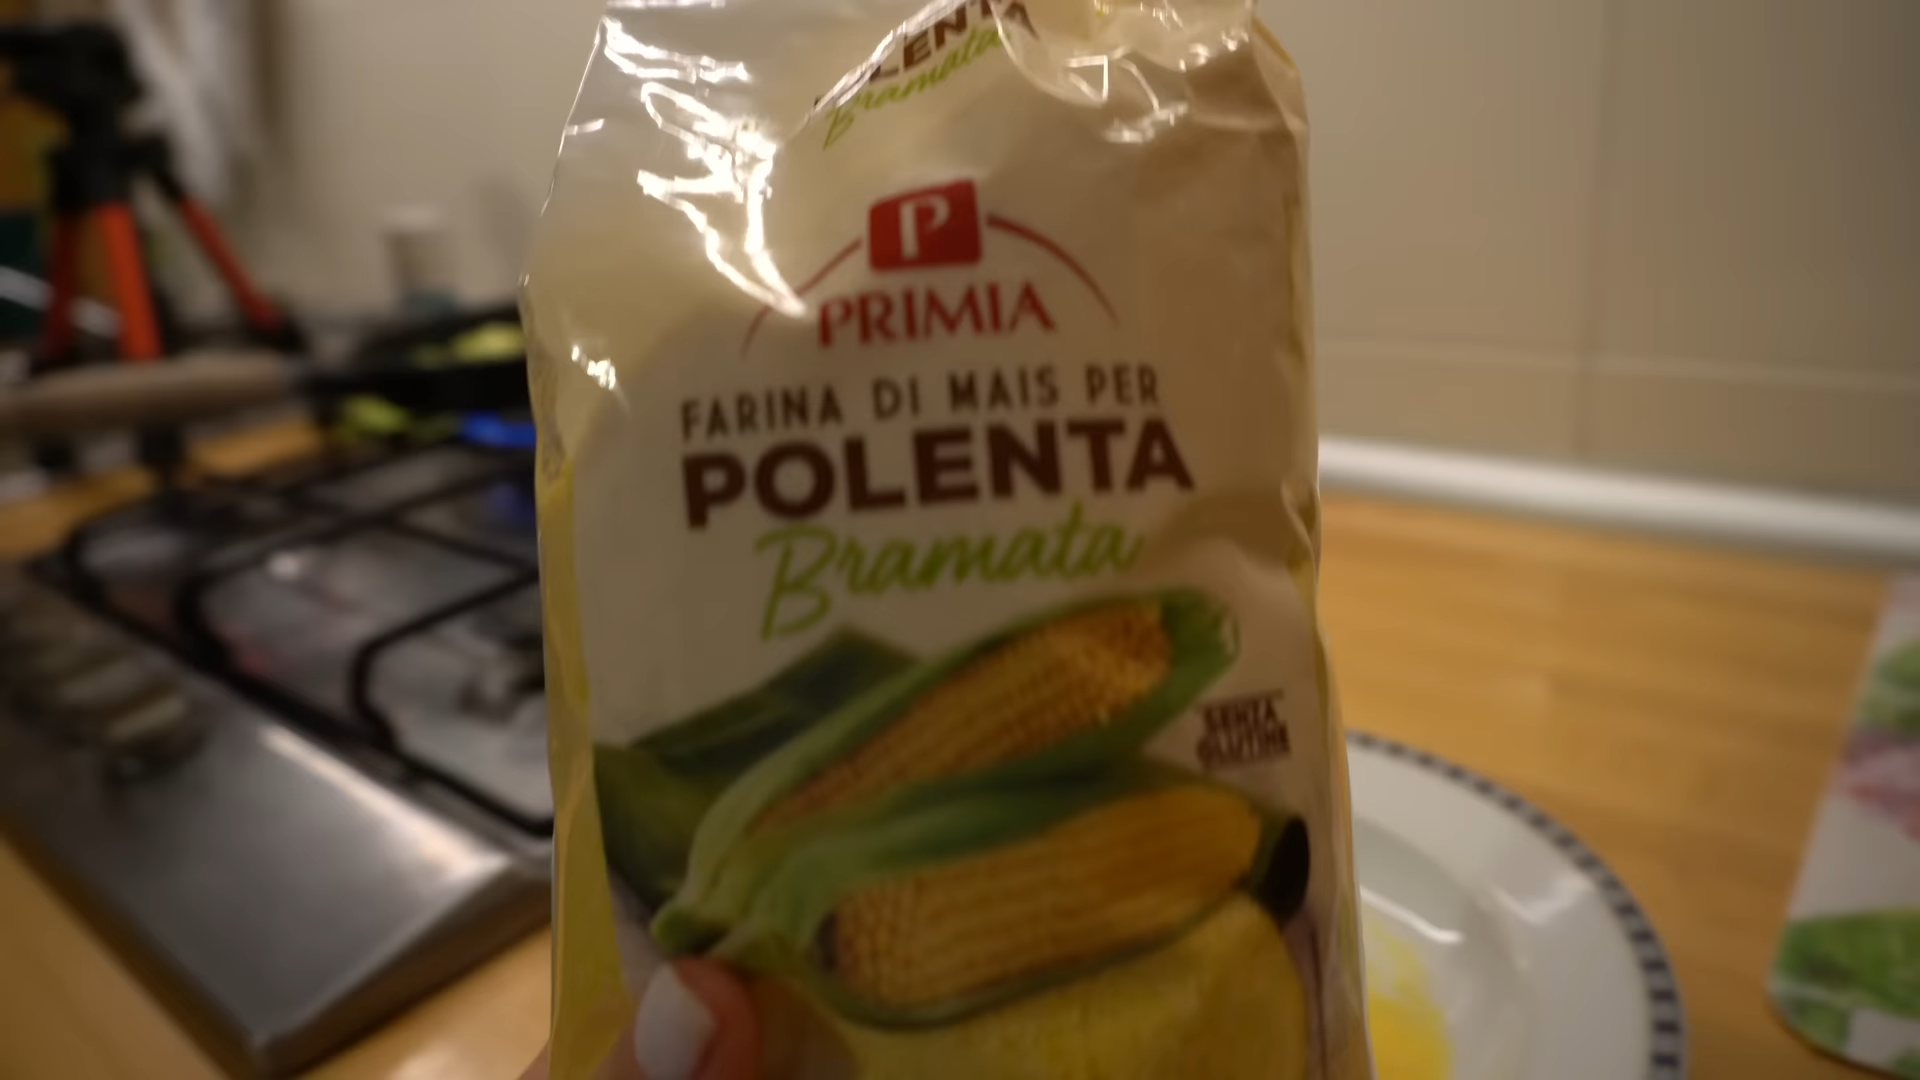 POLENTA
Bramata
P
PRIMIA
FARINA DI MAIS PER
POLENTA
Bramata
SENZA
GLUTINE